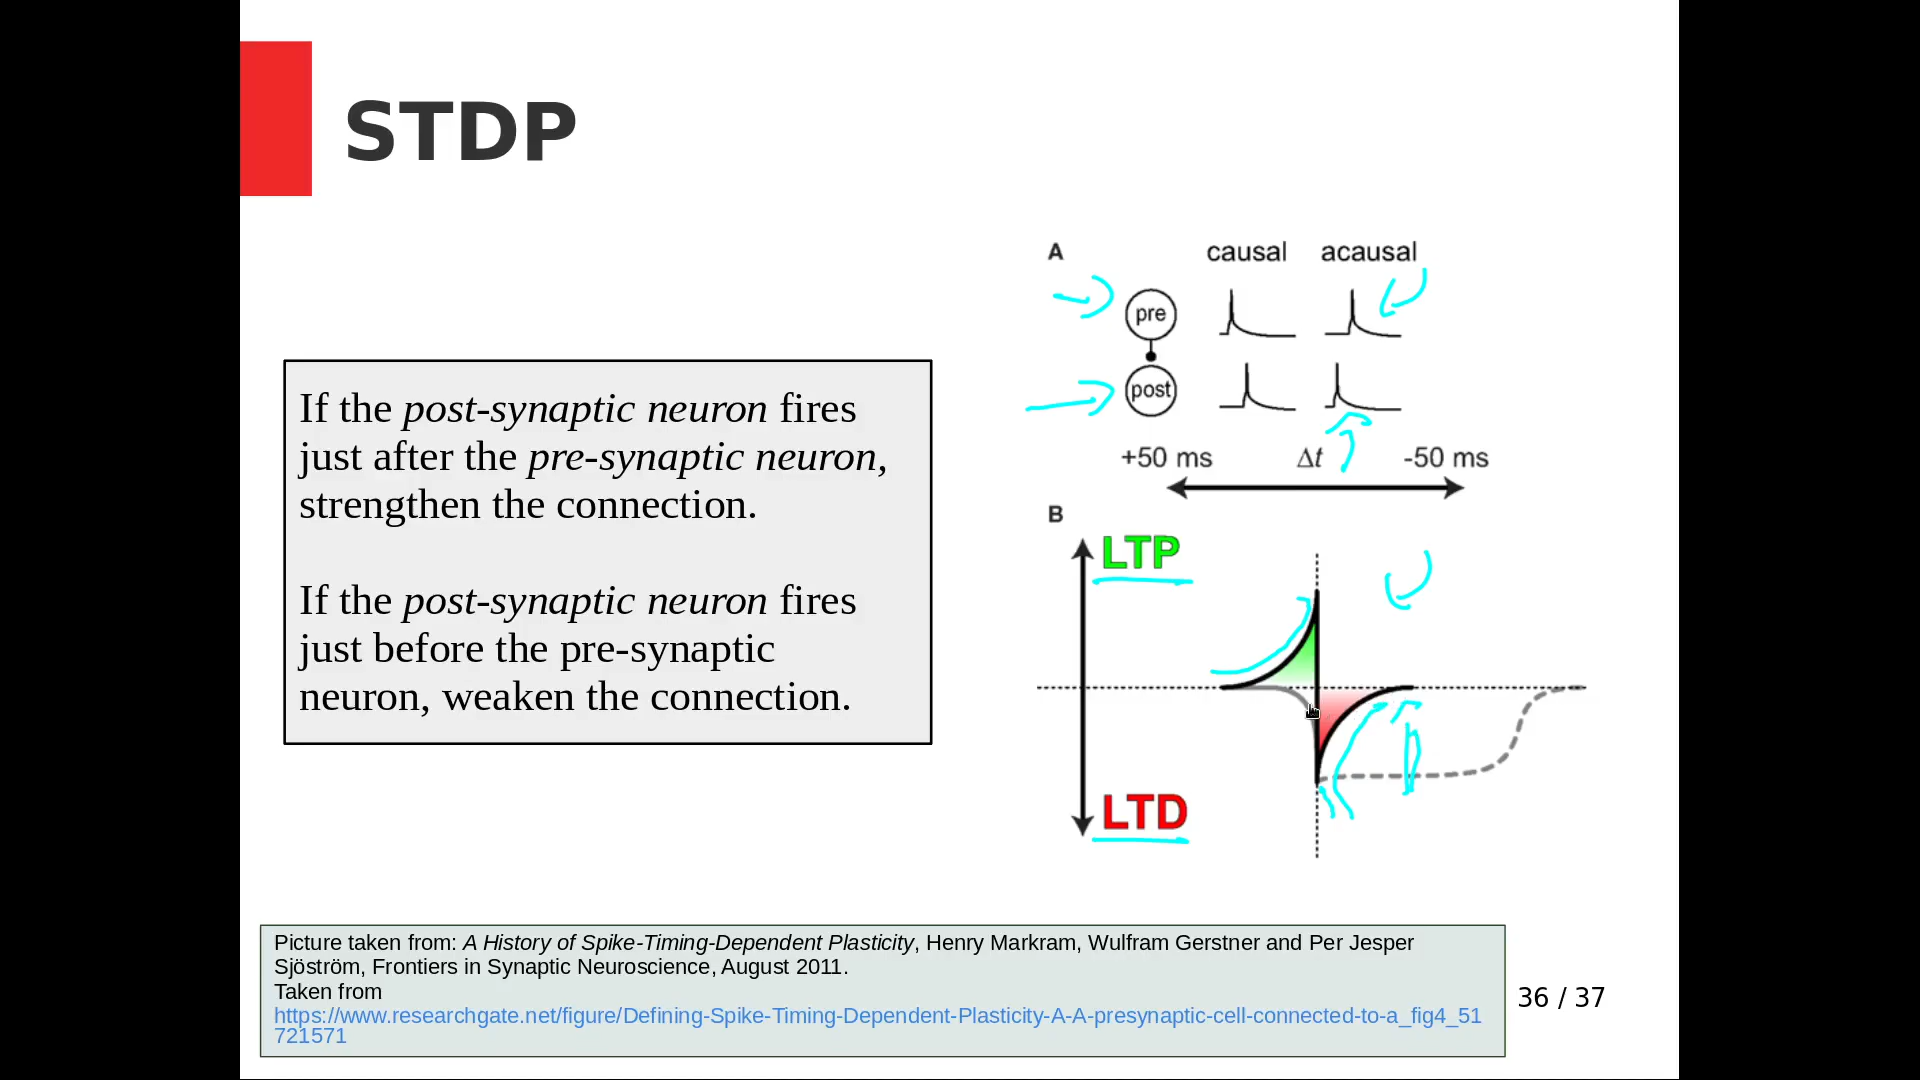 STDP
If the post-synaptic neuron fires
just after the pre-synaptic neuron,
strengthen the connection.
If the post-synaptic neuron fires
just before the pre-synaptic
neuron, weaken the connection.
A
causal acausal
pre
post
+50 ms Δt -50 ms
B
LTP
LTD
Picture taken from: A History of Spike-Timing-Dependent Plasticity, Henry Markram, Wulfram Gerstner and Per Jesper
Sjöström, Frontiers in Synaptic Neuroscience, August 2011.
Taken from
https://www.researchgate.net/figure/Defining-Spike-Timing-Dependent-Plasticity-A-A-presynaptic-cell-connected-to-a_fig4_51
721571
36 / 37